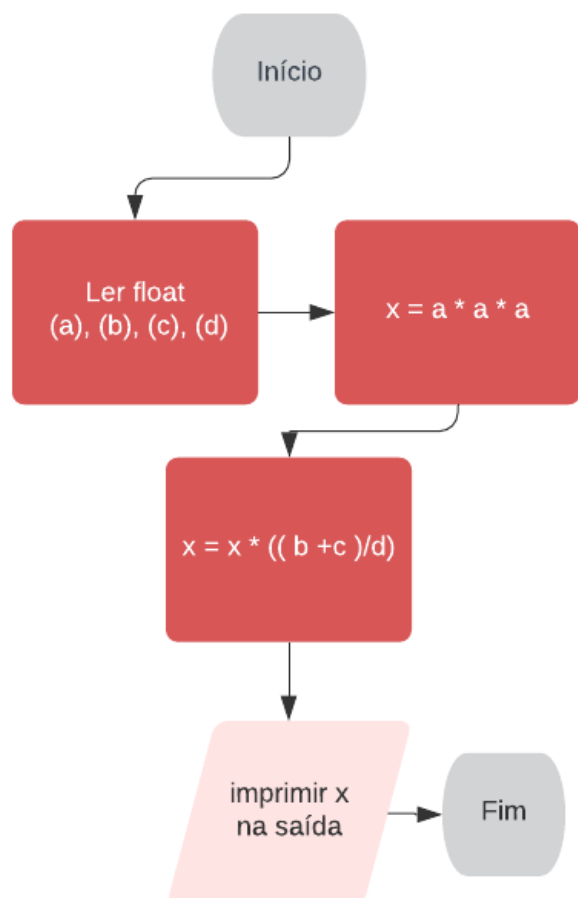 Início
Ler float
(a), (b), (c), (d)
x = a * a * a
x = x * (( b +c )/d)
imprimir x
na saída
Fim